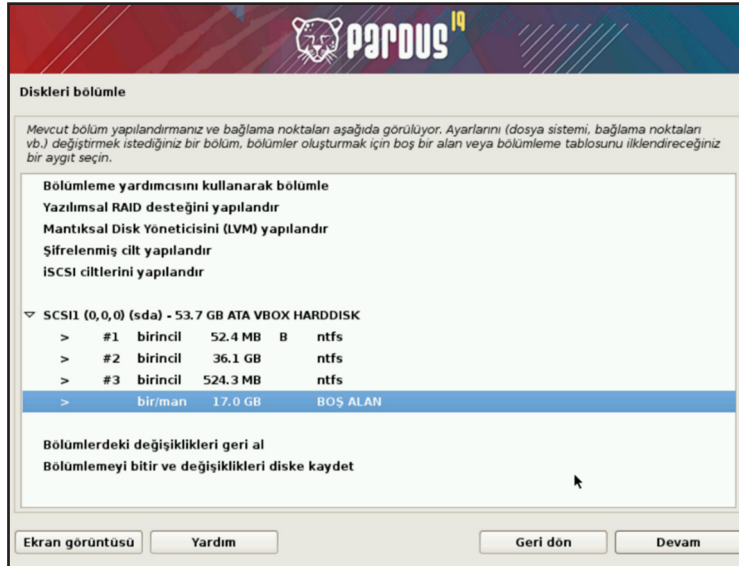 pardus 19
Diskleri bölümle
Mevcut bölüm yapılandırmanız ve bağlama noktaları aşağıda görülüyor. Ayarlarını (dosya sistemi, bağlama noktaları
vb.) değiştirmek istediğiniz bir bölüm, bölümler oluşturmak için boş bir alan veya bölümleme tablosunu ilklendireceğiniz
bir aygıt seçin.
Bölümleme yardımcısını kullanarak bölümle
Yazılımsal RAID desteğini yapılandır
Mantıksal Disk Yöneticisini (LVM) yapılandır
Şifrelenmiş cilt yapılandır
iSCSI ciltlerini yapılandır
SCSI1 (0,0,0) (sda) - 53.7 GB ATA VBOX HARDDISK
> #1 birincil 52.4 MB B ntfs
> #2 birincil 36.1 GB ntfs
> #3 birincil 524.3 MB ntfs
> bir/man 17.0 GB BOŞ ALAN
Bölümlerdeki değişiklikleri geri al
Bölümlemeyi bitir ve değişiklikleri diske kaydet
Ekran görüntüsü Yardım Geri dön Devam